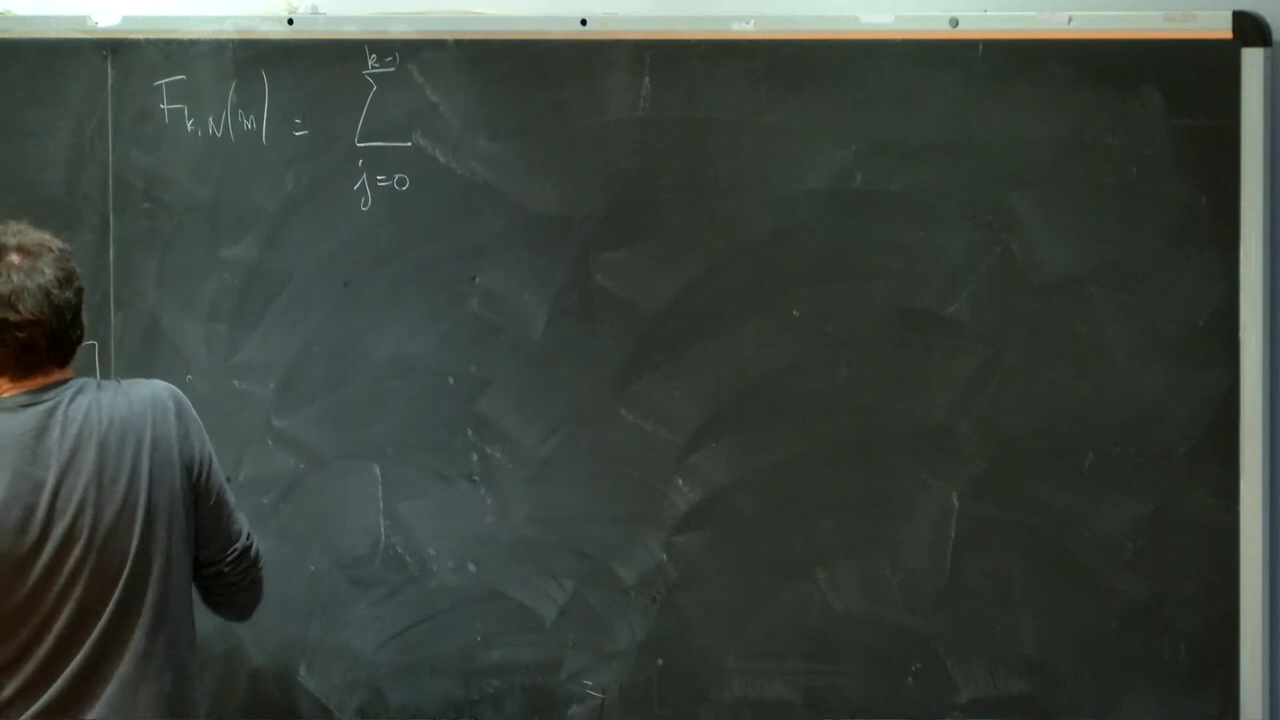 F_{k,N}(m) = \sum_{j=0}^{k-1}